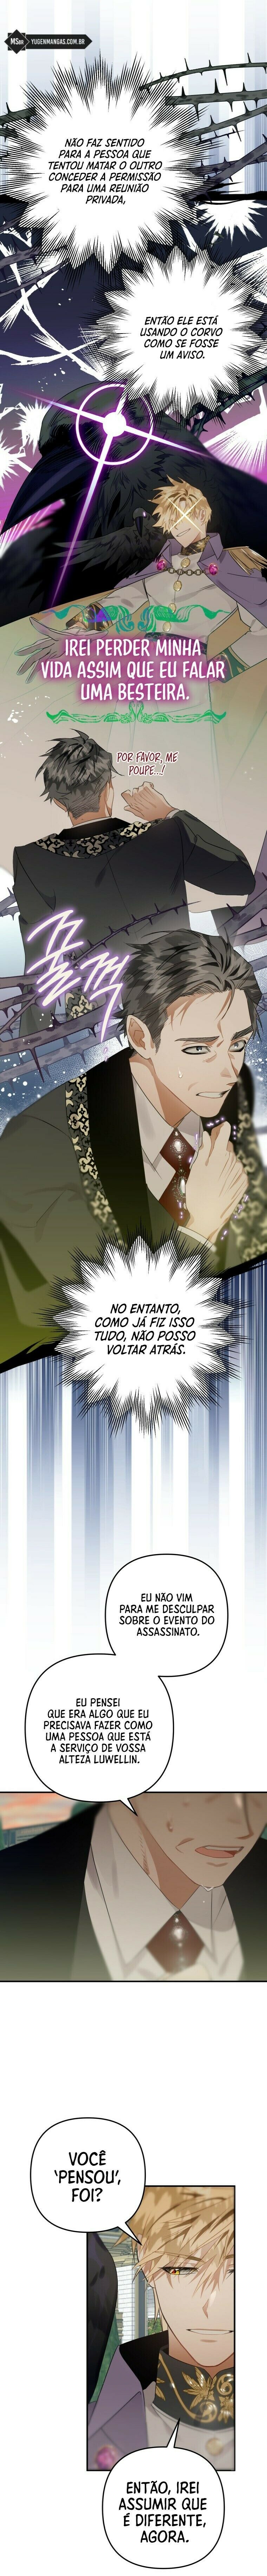 MSBR
YUGENMANGAS.COM.BR
NÃO FAZ SENTIDO
PARA A PESSOA QUE
TENTOU MATAR O OUTRO
CONCEDER A PERMISSÃO
PARA UMA REUNIÃO
PRIVADA,
ENTÃO ELE ESTÁ
USANDO O CORVO
COMO SE FOSSE
UM AVISO.
IREI PERDER MINHA
VIDA ASSIM QUE EU FALAR
UMA BESTEIRA.
POR FAVOR, ME
POUPE...!
NO ENTANTO,
COMO JÁ FIZ ISSO
TUDO, NÃO POSSO
VOLTAR ATRÁS.
EU NÃO VIM
PARA ME DESCULPAR
SOBRE O EVENTO DO
ASSASSINATO.
EU PENSEI
QUE ERA ALGO QUE EU
PRECISAVA FAZER COMO
UMA PESSOA QUE ESTÁ
A SERVIÇO DE VOSSA
ALTEZA LUWELLIN.
VOCÊ
'PENSOU',
FOI?
ENTÃO, IREI
ASSUMIR QUE
É DIFERENTE,
AGORA.